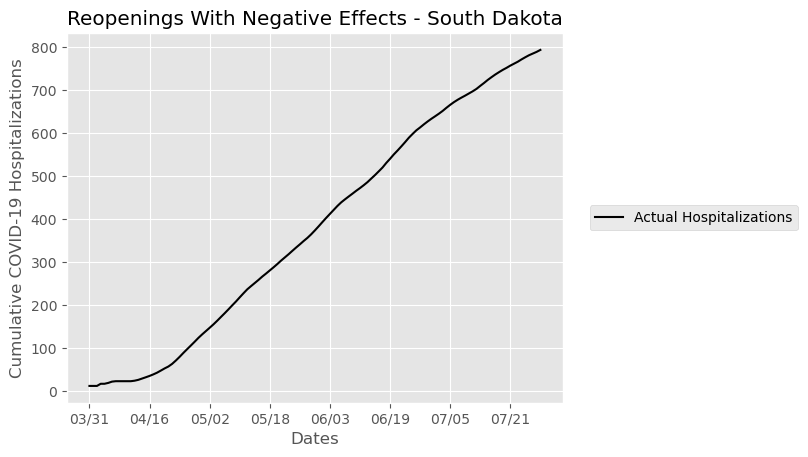 Reopenings With Negative Effects - South Dakota
Cumulative COVID-19 Hospitalizations
800
700
600
500
400
300
200
100
0
03/31 04/16 05/02 05/18 06/03 06/19 07/05 07/21
Dates
Actual Hospitalizations